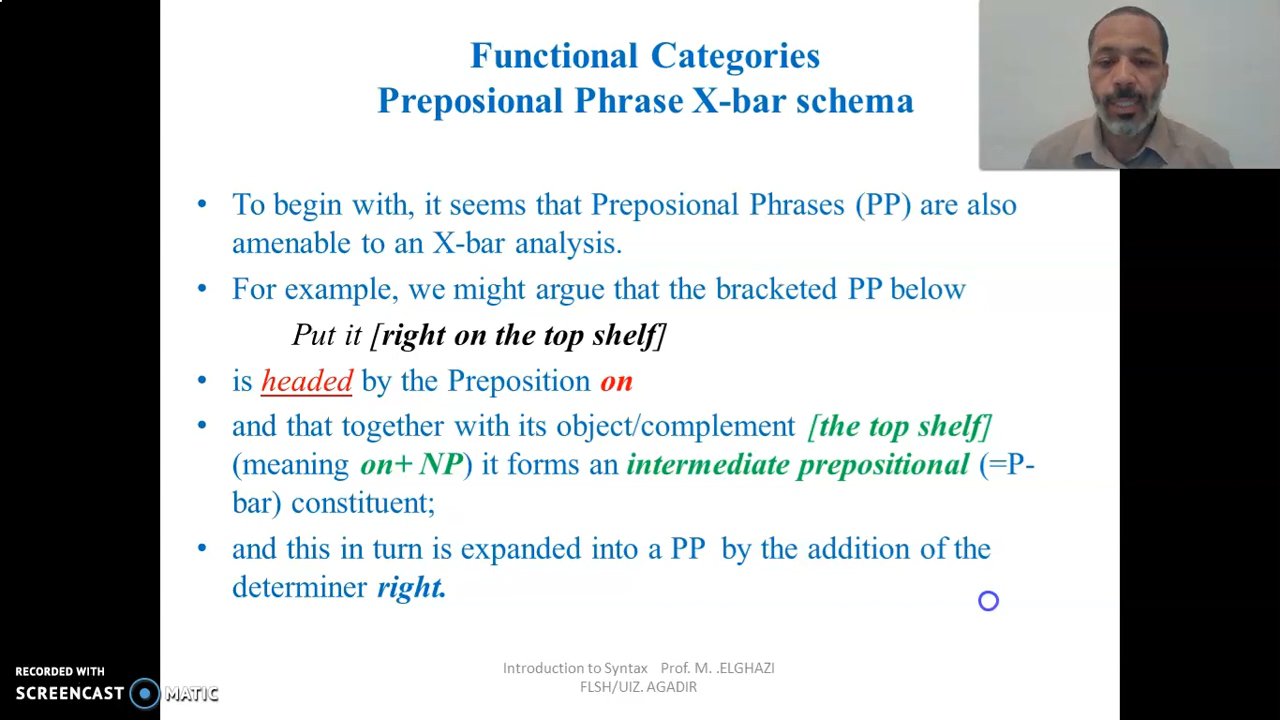 Functional Categories
Preposional Phrase X-bar schema
• To begin with, it seems that Preposional Phrases (PP) are also
amenable to an X-bar analysis.
• For example, we might argue that the bracketed PP below
Put it [right on the top shelf]
• is headed by the Preposition on
• and that together with its object/complement [the top shelf]
(meaning on+ NP) it forms an intermediate prepositional (=P-
bar) constituent;
• and this in turn is expanded into a PP by the addition of the
determiner right.
Introduction to Syntax Prof. M. .ELGHAZI
FLSH/UIZ. AGADIR
RECORDED WITH
SCREENCAST MATIC